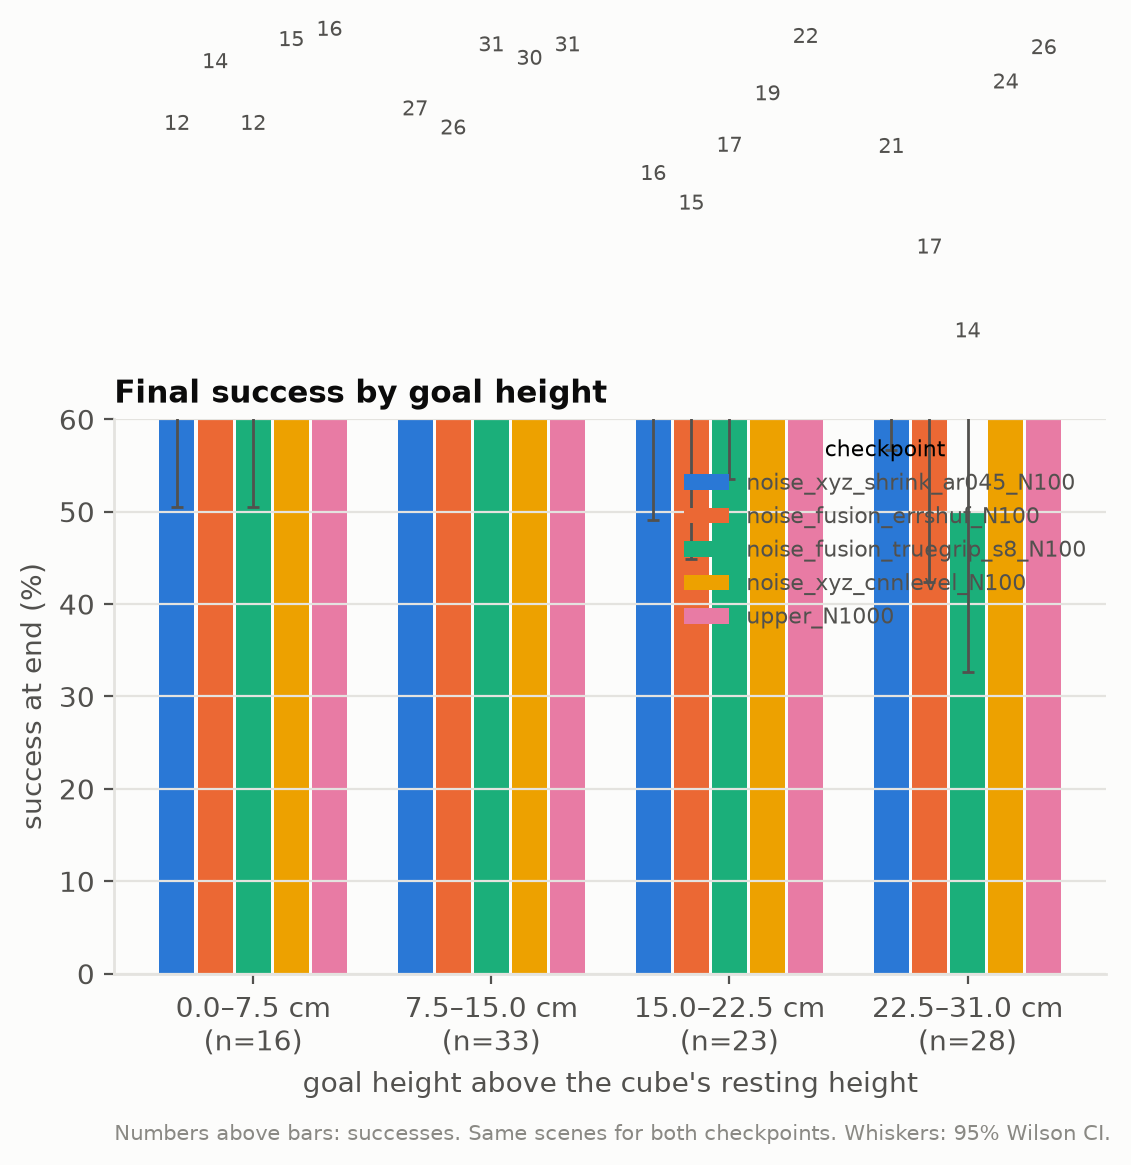 12 14 12 15 16
27 26 31 30 31
16 15 17 19 22
21 17 14 24 26
Final success by goal height
success at end (%)
60
50
40
30
20
10
0
checkpoint
noise_xyz_shrink_ar045_N100
noise_fusion_errshuf_N100
noise_fusion_truegrip_s8_N100
noise_xyz_cnnlevel_N100
upper_N1000
0.0–7.5 cm
(n=16)
7.5–15.0 cm
(n=33)
15.0–22.5 cm
(n=23)
22.5–31.0 cm
(n=28)
goal height above the cube's resting height
Numbers above bars: successes. Same scenes for both checkpoints. Whiskers: 95% Wilson CI.